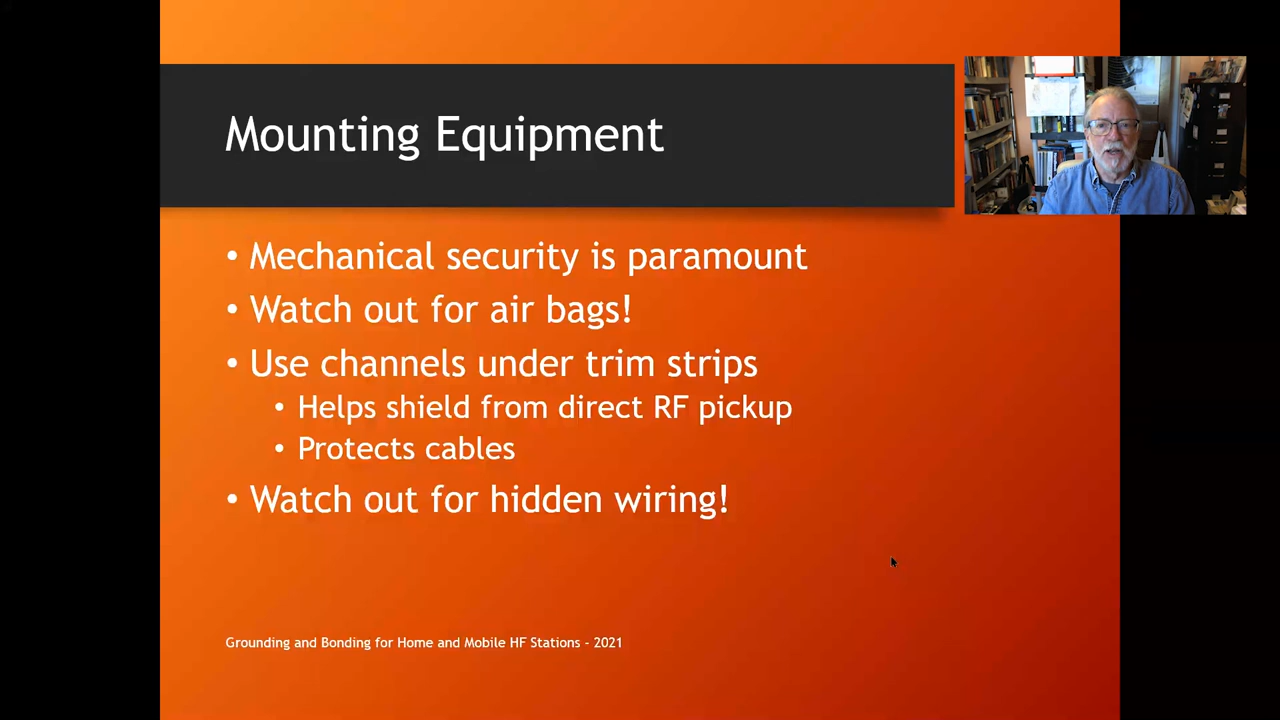 Mounting Equipment
• Mechanical security is paramount
• Watch out for air bags!
• Use channels under trim strips
• Helps shield from direct RF pickup
• Protects cables
• Watch out for hidden wiring!
Grounding and Bonding for Home and Mobile HF Stations - 2021